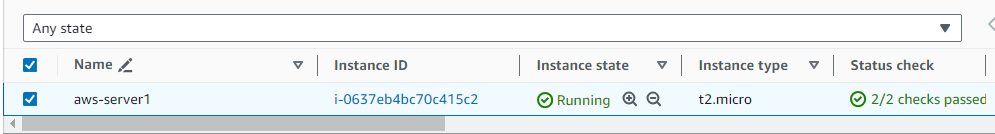 Any state
Name Instance ID Instance state Instance type Status check
aws-server1 i-0637eb4bc70c415c2 Running t2.micro 2/2 checks passed